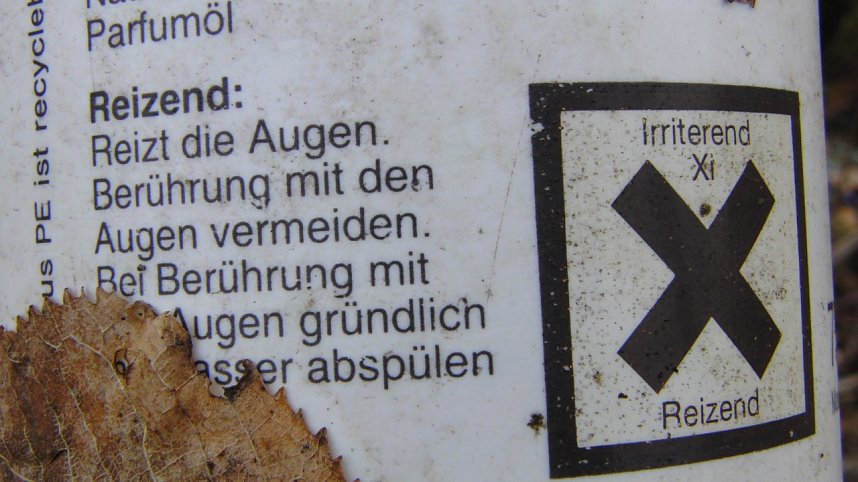 Parfumöl
Reizend:
Reizt die Augen.
Berührung mit den
Augen vermeiden.
Bei Berührung mit
Augen gründlich
abspülen
us PE ist recycleb
Irriterend
Xi
Reizend